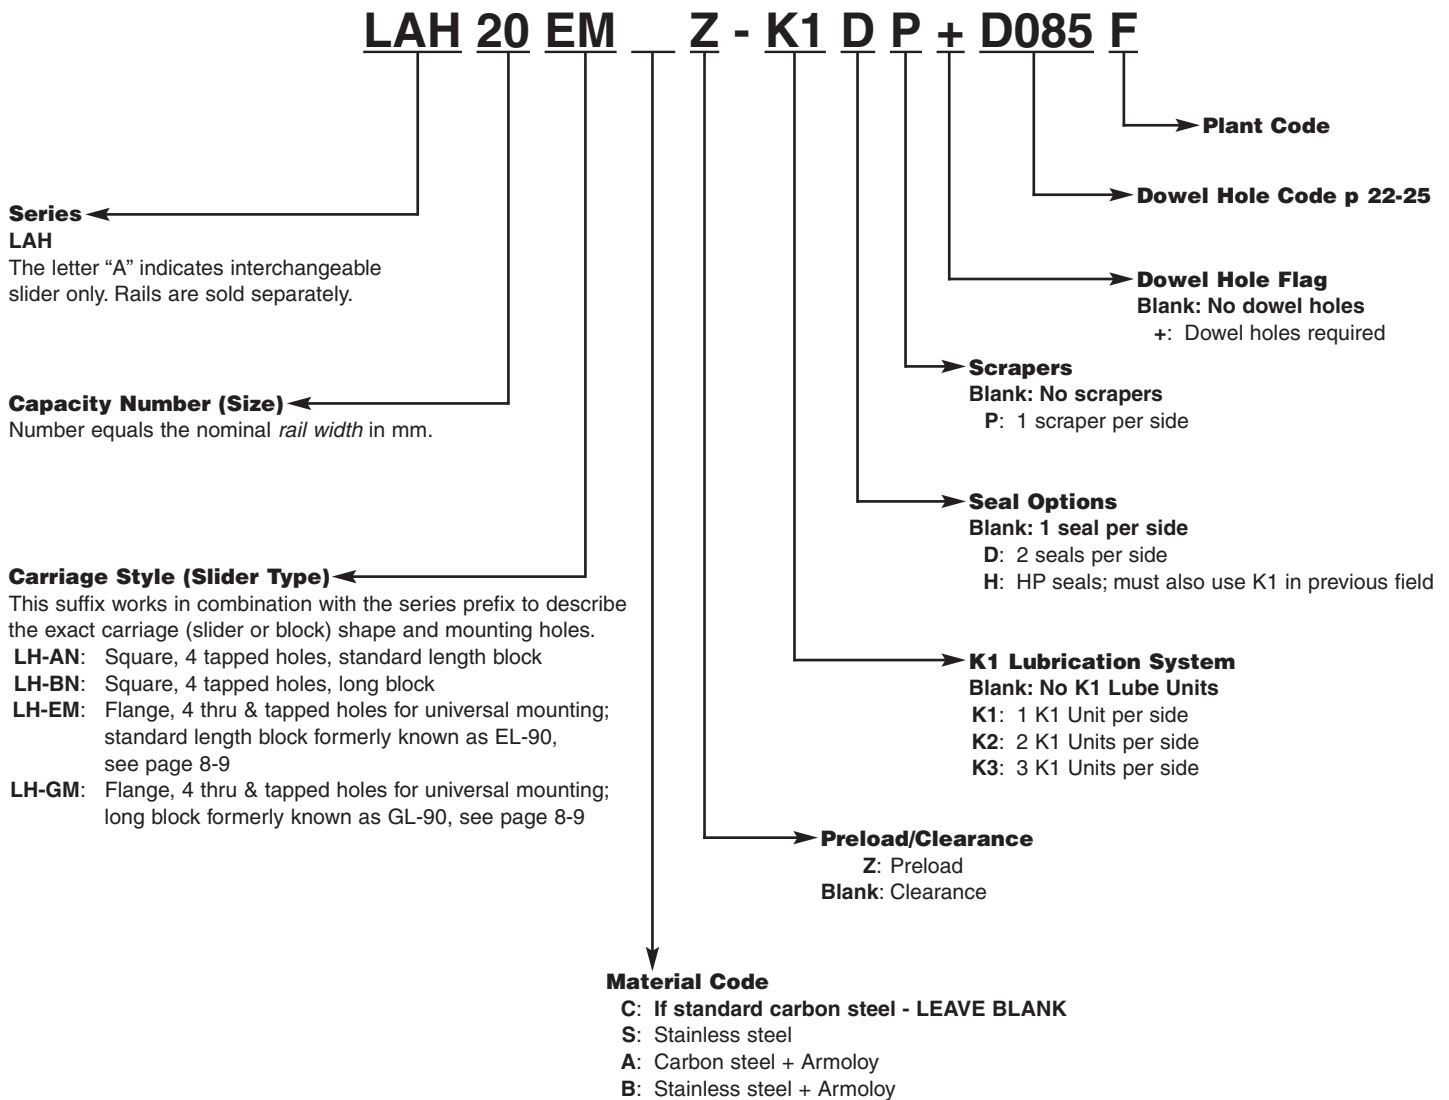 LAH 20 EM __ Z - K1 D P + D085 F
Plant Code
Dowel Hole Code p 22-25
Series
LAH
The letter “A” indicates interchangeable
slider only. Rails are sold separately.
Dowel Hole Flag
Blank: No dowel holes
+: Dowel holes required
Scrapers
Blank: No scrapers
P: 1 scraper per side
Capacity Number (Size)
Number equals the nominal rail width in mm.
Seal Options
Blank: 1 seal per side
D: 2 seals per side
H: HP seals; must also use K1 in previous field
Carriage Style (Slider Type)
This suffix works in combination with the series prefix to describe
the exact carriage (slider or block) shape and mounting holes.
LH-AN: Square, 4 tapped holes, standard length block
LH-BN: Square, 4 tapped holes, long block
LH-EM: Flange, 4 thru & tapped holes for universal mounting;
standard length block formerly known as EL-90,
see page 8-9
LH-GM: Flange, 4 thru & tapped holes for universal mounting;
long block formerly known as GL-90, see page 8-9
K1 Lubrication System
Blank: No K1 Lube Units
K1: 1 K1 Unit per side
K2: 2 K1 Units per side
K3: 3 K1 Units per side
Preload/Clearance
Z: Preload
Blank: Clearance
Material Code
C: If standard carbon steel - LEAVE BLANK
S: Stainless steel
A: Carbon steel + Armoloy
B: Stainless steel + Armoloy